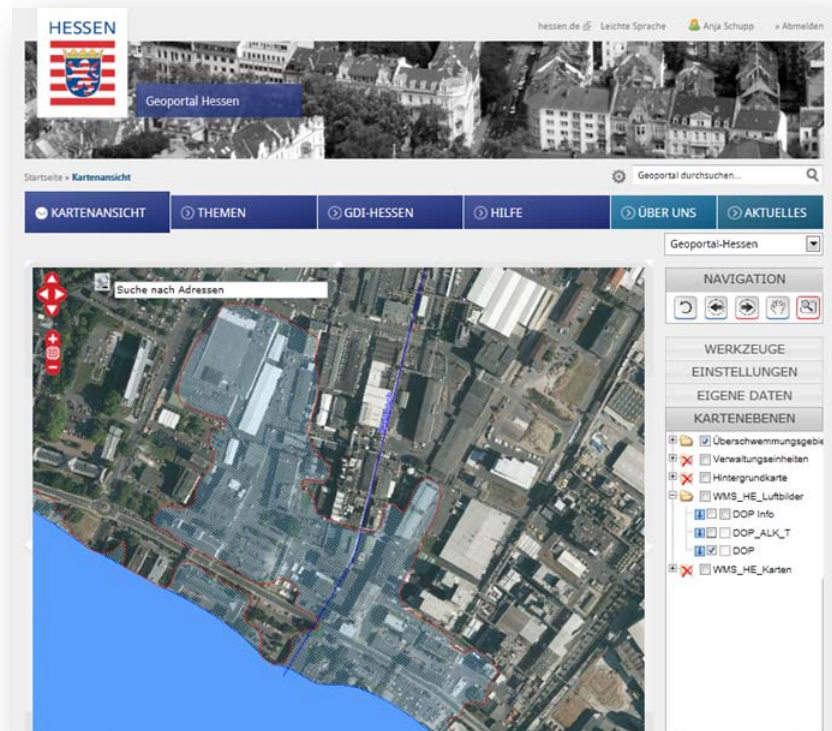 HESSEN
hessen.de Leichte Sprache Anja Schupp » Abmelden
Geoportal Hessen
Startseite » Kartenansicht
Geoportal durchsuchen...
KARTENANSICHT THEMEN GDI-HESSEN HILFE ÜBER UNS AKTUELLES
Geoportal-Hessen
Suche nach Adressen
NAVIGATION
WERKZEUGE
EINSTELLUNGEN
EIGENE DATEN
KARTENEBENEN
Überschwemmungsgebie
Verwaltungseinheiten
Hintergrundkarte
WMS_HE_Luftbilder
DOP Info
DOP_ALK_T
DOP
WMS_HE_Karten